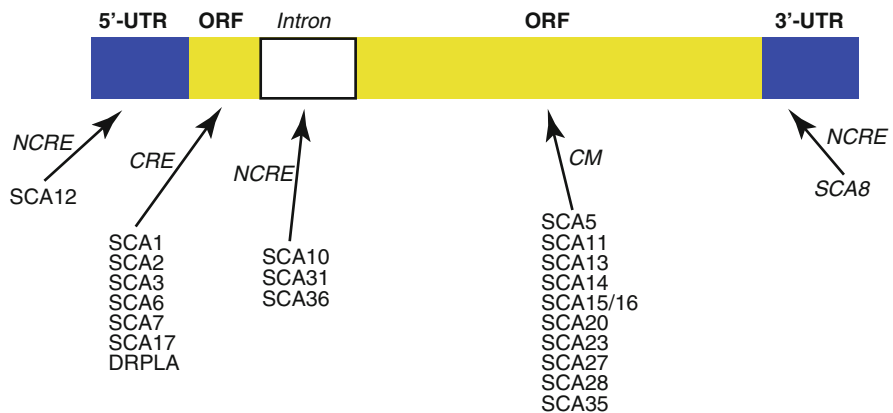 5'-UTR ORF Intron ORF 3'-UTR
NCRE
SCA12
CRE
SCA1
SCA2
SCA3
SCA6
SCA7
SCA17
DRPLA
NCRE
SCA10
SCA31
SCA36
CM
SCA5
SCA11
SCA13
SCA14
SCA15/16
SCA20
SCA23
SCA27
SCA28
SCA35
NCRE
SCA8